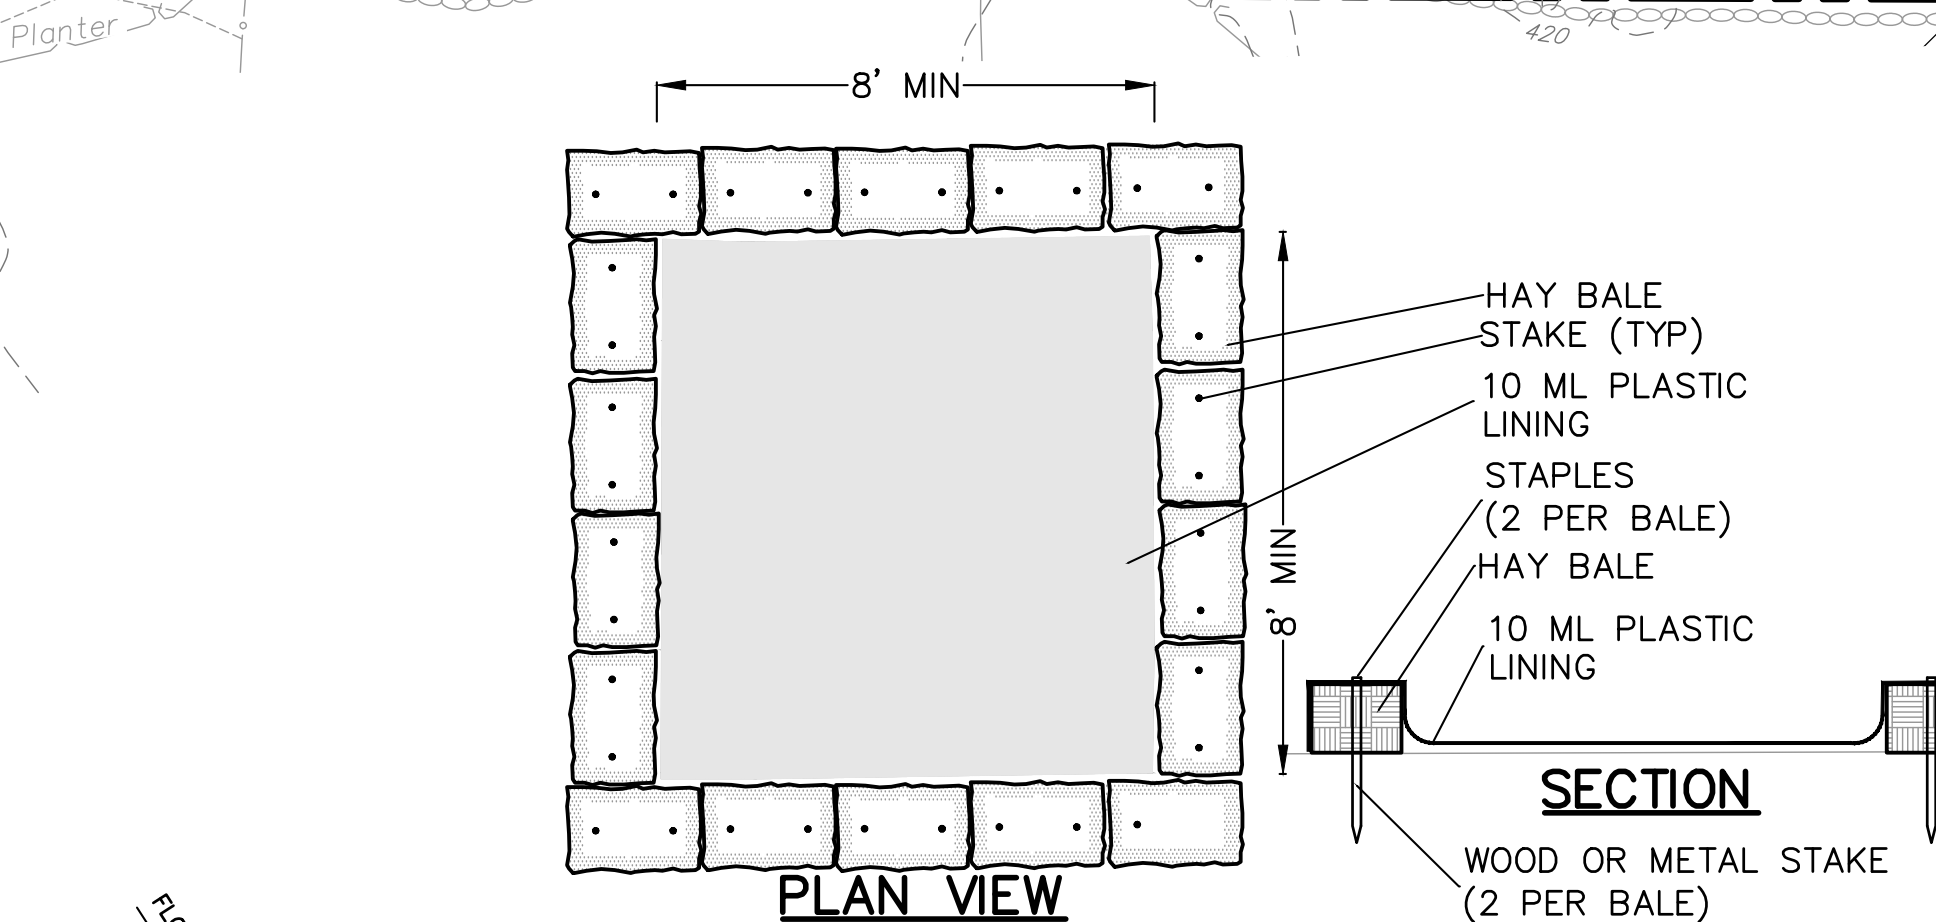 Planter
420
8' MIN
8' MIN
HAY BALE
STAKE (TYP)
10 ML PLASTIC
LINING
STAPLES
(2 PER BALE)
HAY BALE
10 ML PLASTIC
LINING
SECTION
WOOD OR METAL STAKE
(2 PER BALE)
PLAN VIEW